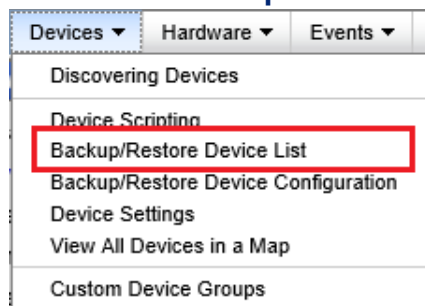 Devices ▼ Hardware ▼ Events ▼
Discovering Devices
Device Scripting
Backup/Restore Device List
Backup/Restore Device Configuration
Device Settings
View All Devices in a Map
Custom Device Groups